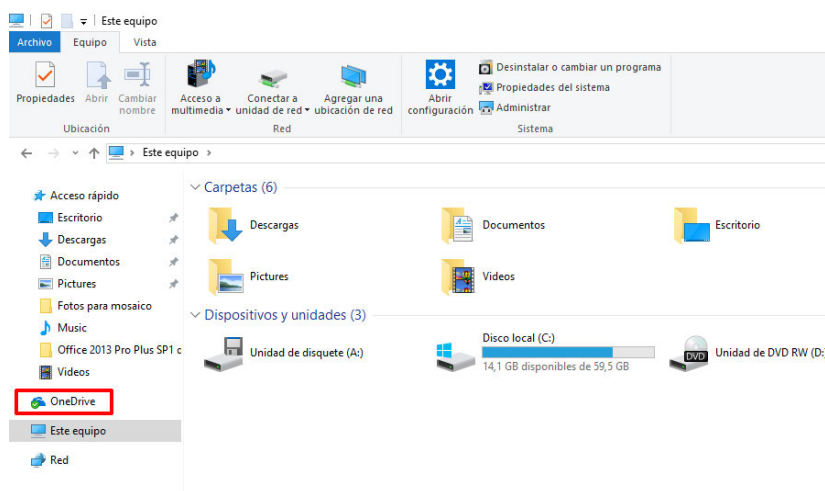 Este equipo
Archivo Equipo Vista
Propiedades Abrir Cambiar nombre
Acceso a multimedia Conectar a unidad de red Agregar una ubicación de red
Abrir configuración
Desinstalar o cambiar un programa
Propiedades del sistema
Administrar
Ubicación Red Sistema
Este equipo
Acceso rápido
Escritorio
Descargas
Documentos
Pictures
Fotos para mosaico
Music
Office 2013 Pro Plus SP1 c
Videos
OneDrive
Este equipo
Red
Carpetas (6)
Descargas Documentos Escritorio
Pictures Videos
Dispositivos y unidades (3)
Unidad de disquete (A:)
Disco local (C:)
14,1 GB disponibles de 59,5 GB
DVD
Unidad de DVD RW (D:)